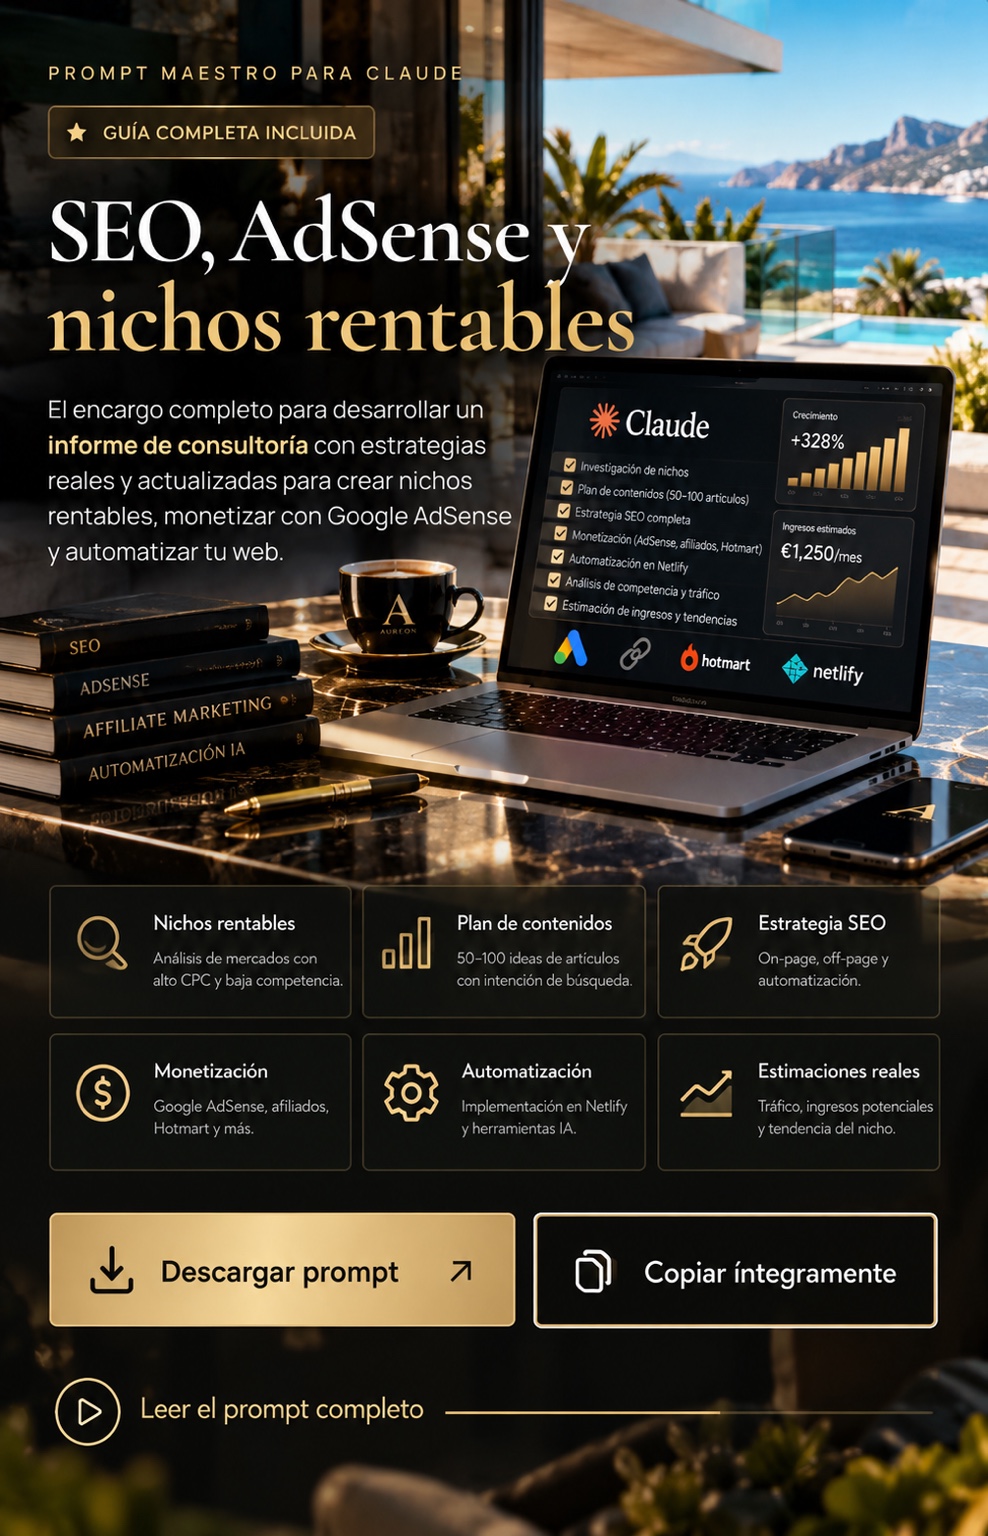 PROMPT MAESTRO PARA CLAUDE
GUÍA COMPLETA INCLUIDA
SEO, AdSense y
nichos rentables
El encargo completo para desarrollar un
informe de consultoría con estrategias
reales y actualizadas para crear nichos
rentables, monetizar con Google AdSense
y automatizar tu web.
Claude
Investigación de nichos
Plan de contenidos (50-100 artículos)
Estrategia SEO completa
Monetización (AdSense, afiliados, Hotmart)
Automatización en Netlify
Análisis de competencia y tráfico
Estimación de ingresos y tendencias
Crecimiento
+328%
Ingresos estimados
€1,250/mes
hotmart
netlify
A
AUREON
SEO
ADSENSE
AFFILIATE MARKETING
AUTOMATIZACIÓN IA
A
Nichos rentables
Análisis de mercados con
alto CPC y baja competencia.
Plan de contenidos
50-100 ideas de artículos
con intención de búsqueda.
Estrategia SEO
On-page, off-page y
automatización.
Monetización
Google AdSense, afiliados,
Hotmart y más.
Automatización
Implementación en Netlify
y herramientas IA.
Estimaciones reales
Tráfico, ingresos potenciales
y tendencia del nicho.
Descargar prompt
Copiar íntegramente
Leer el prompt completo